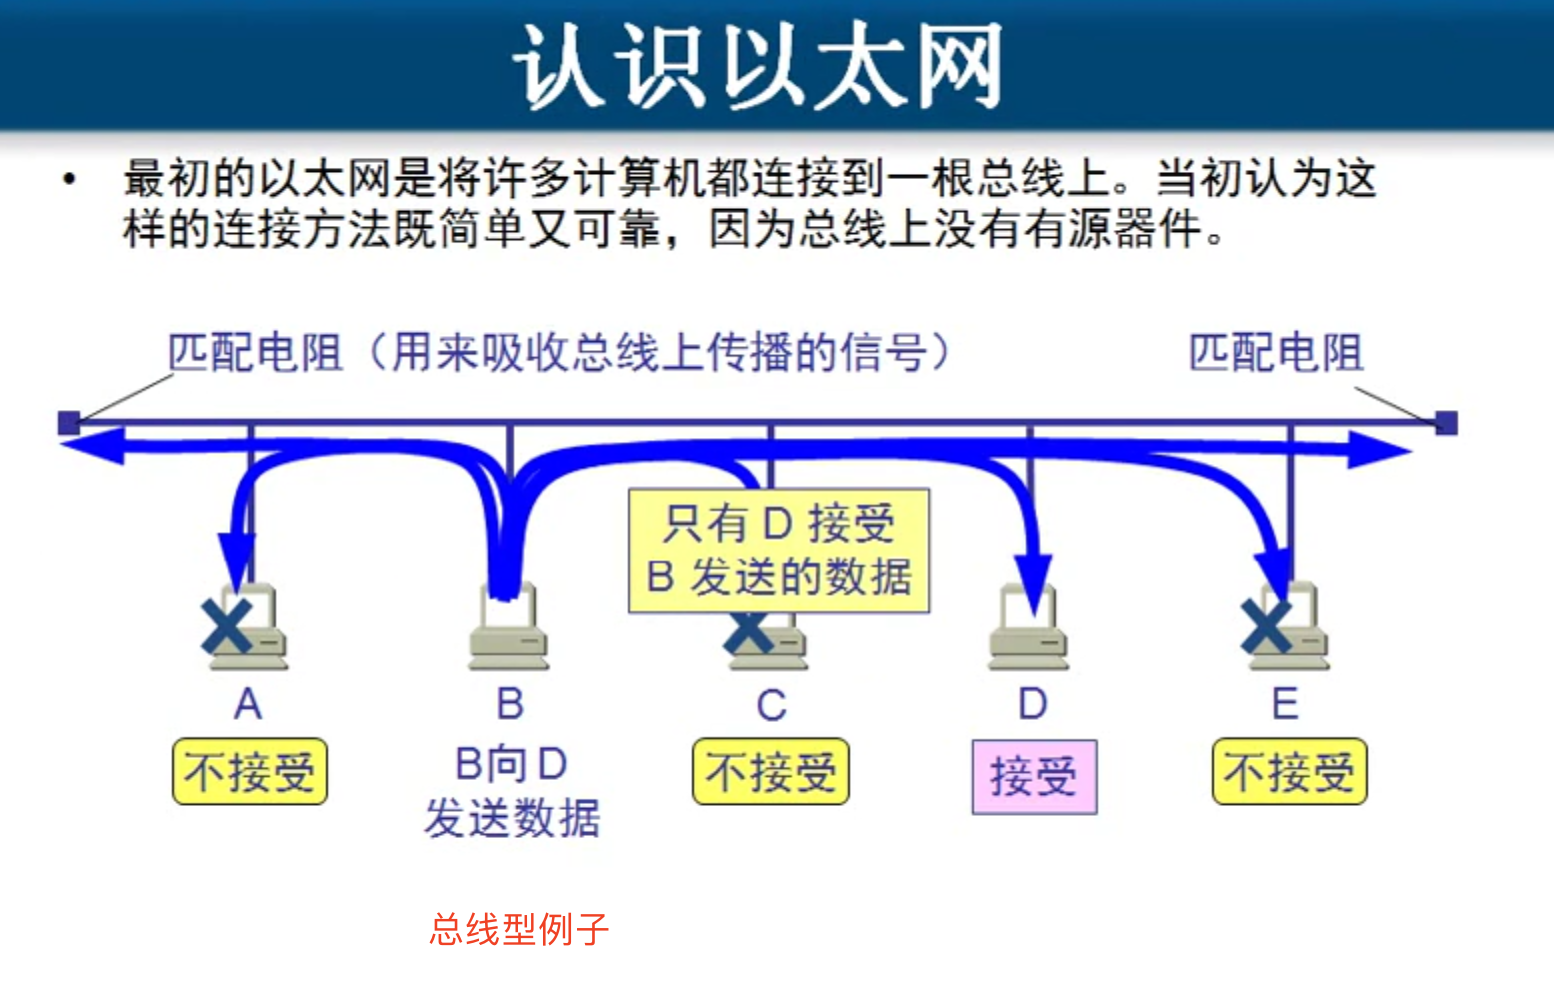 认识以太网
• 最初的以太网是将许多计算机都连接到一根总线上。当初认为这
样的连接方法既简单又可靠，因为总线上没有有源器件。
匹配电阻（用来吸收总线上传播的信号）
匹配电阻
只有 D 接受
B 发送的数据
A
B
C
D
E
不接受
B向 D
发送数据
不接受
接受
不接受
总线型例子